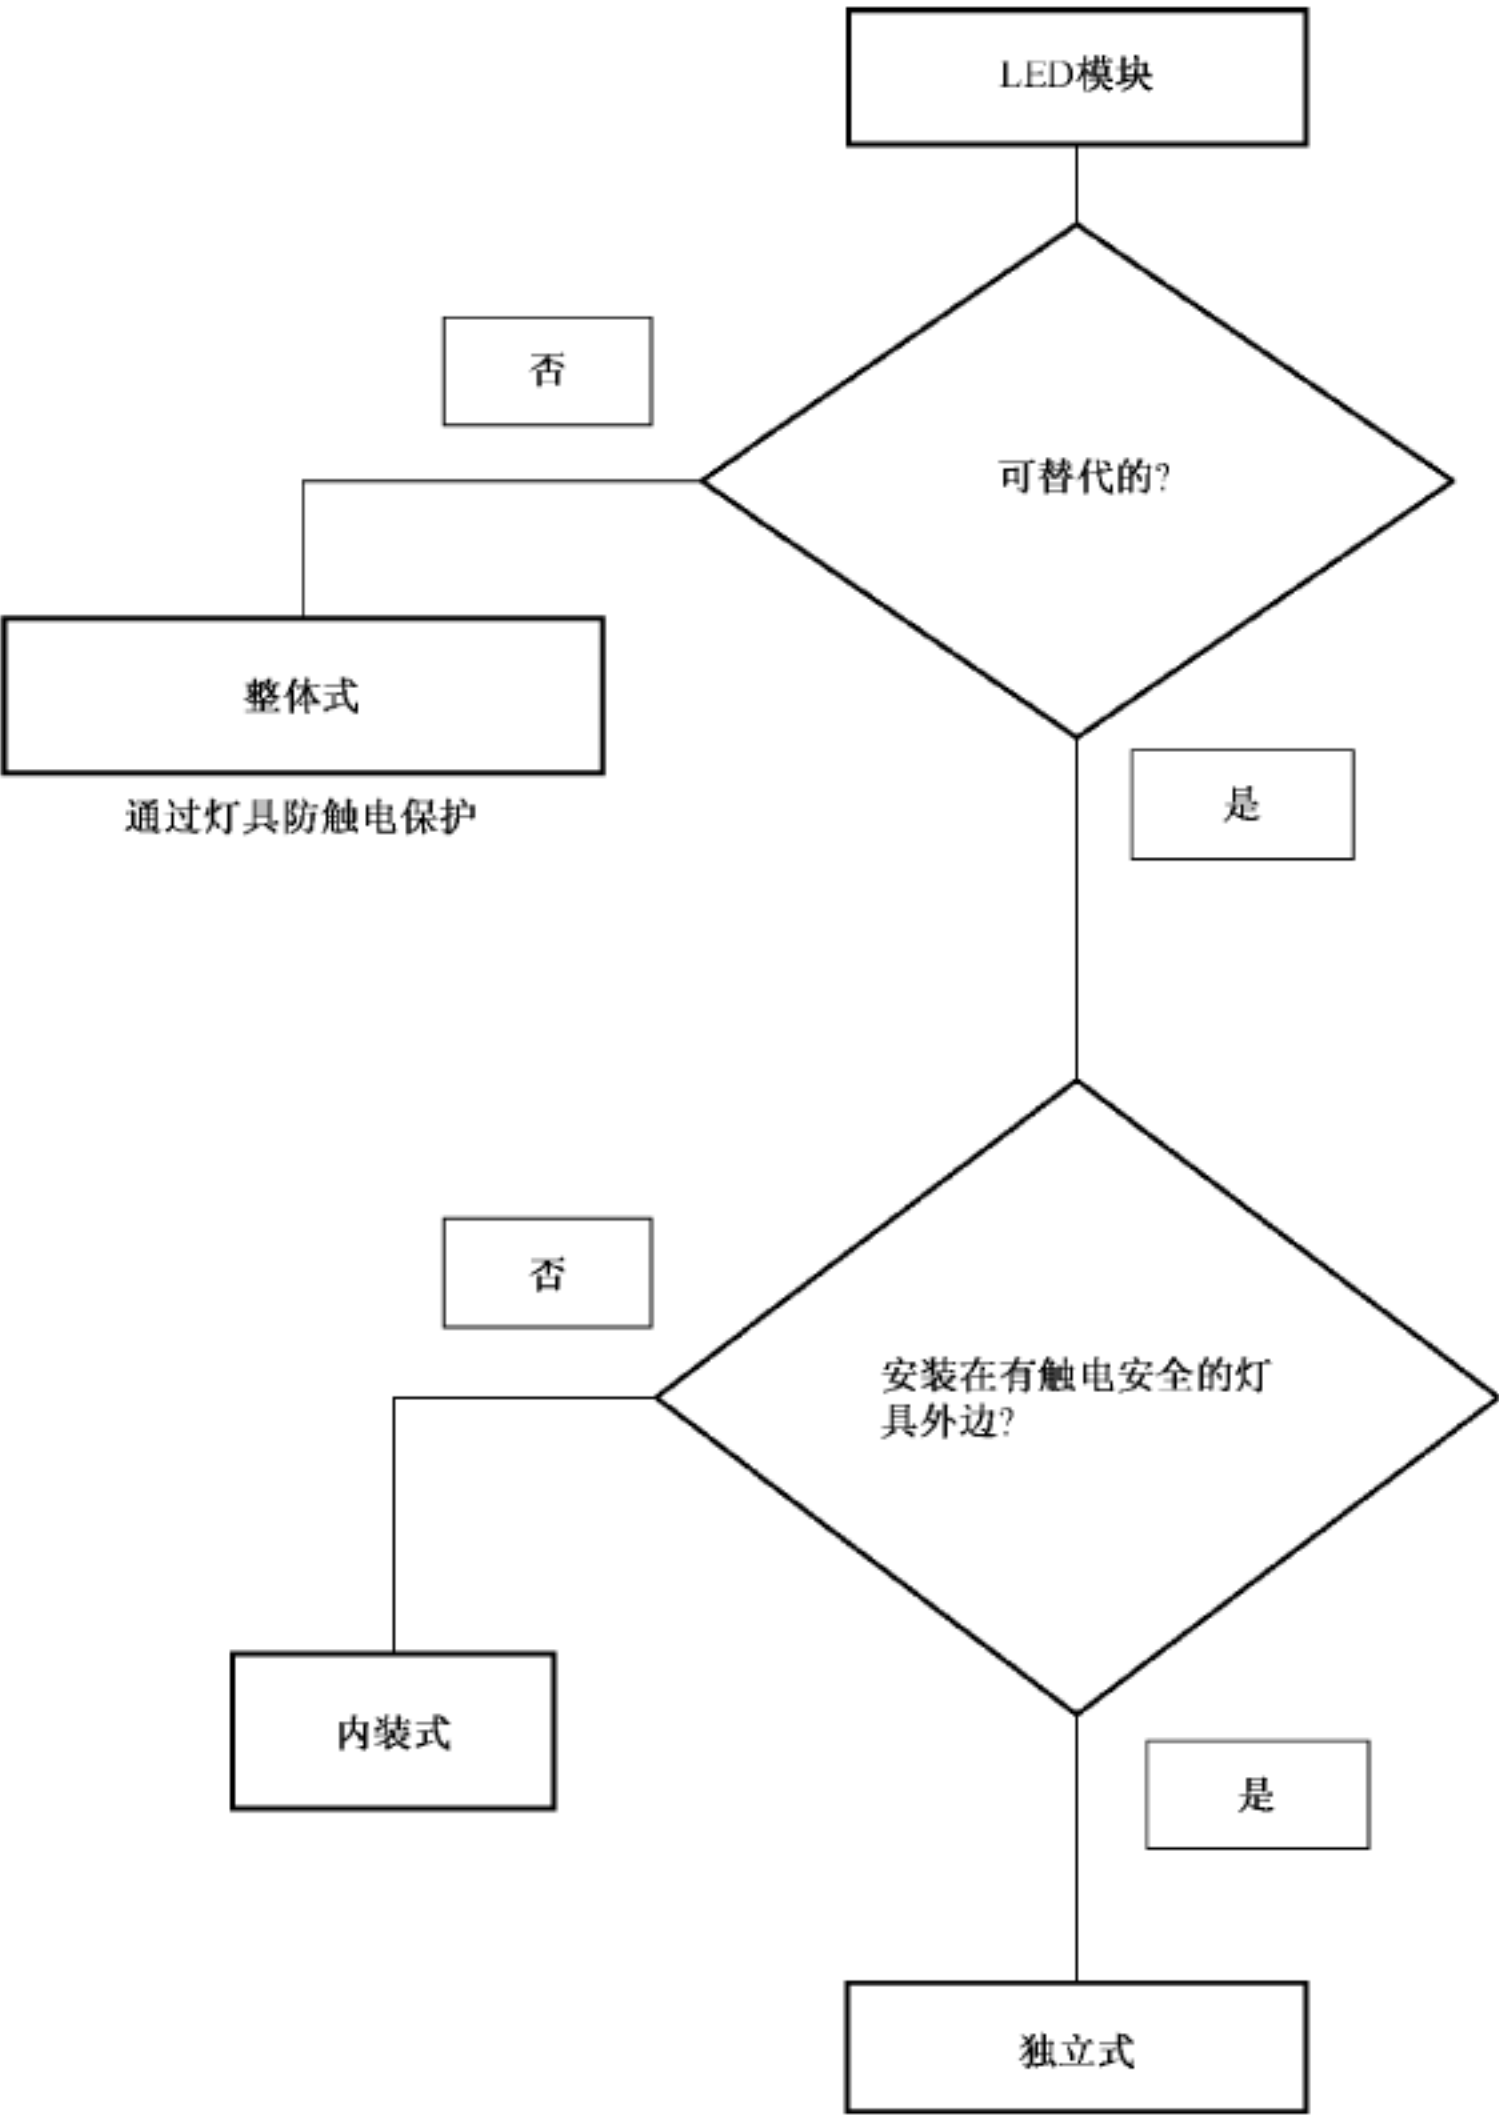 LED模块
否
可替代的?
整体式
通过灯具防触电保护
是
否
安装在有触电安全的灯
具外边?
内装式
是
独立式